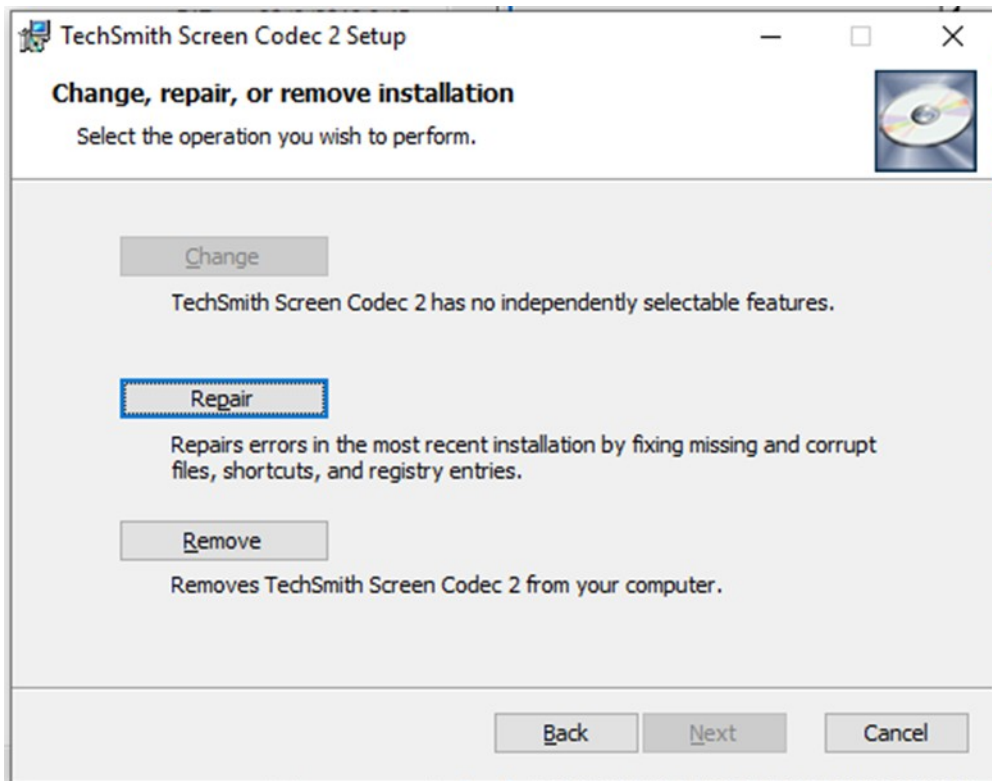 TechSmith Screen Codec 2 Setup
Change, repair, or remove installation
Select the operation you wish to perform.
Change
TechSmith Screen Codec 2 has no independently selectable features.
Repair
Repairs errors in the most recent installation by fixing missing and corrupt
files, shortcuts, and registry entries.
Remove
Removes TechSmith Screen Codec 2 from your computer.
Back Next Cancel